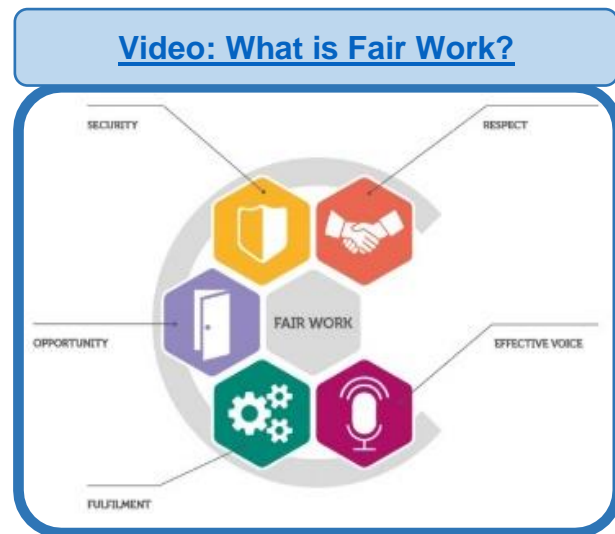 Video: What is Fair Work?
SECURITY
RESPECT
FAIR WORK
OPPORTUNITY
EFFECTIVE VOICE
FULFILMENT